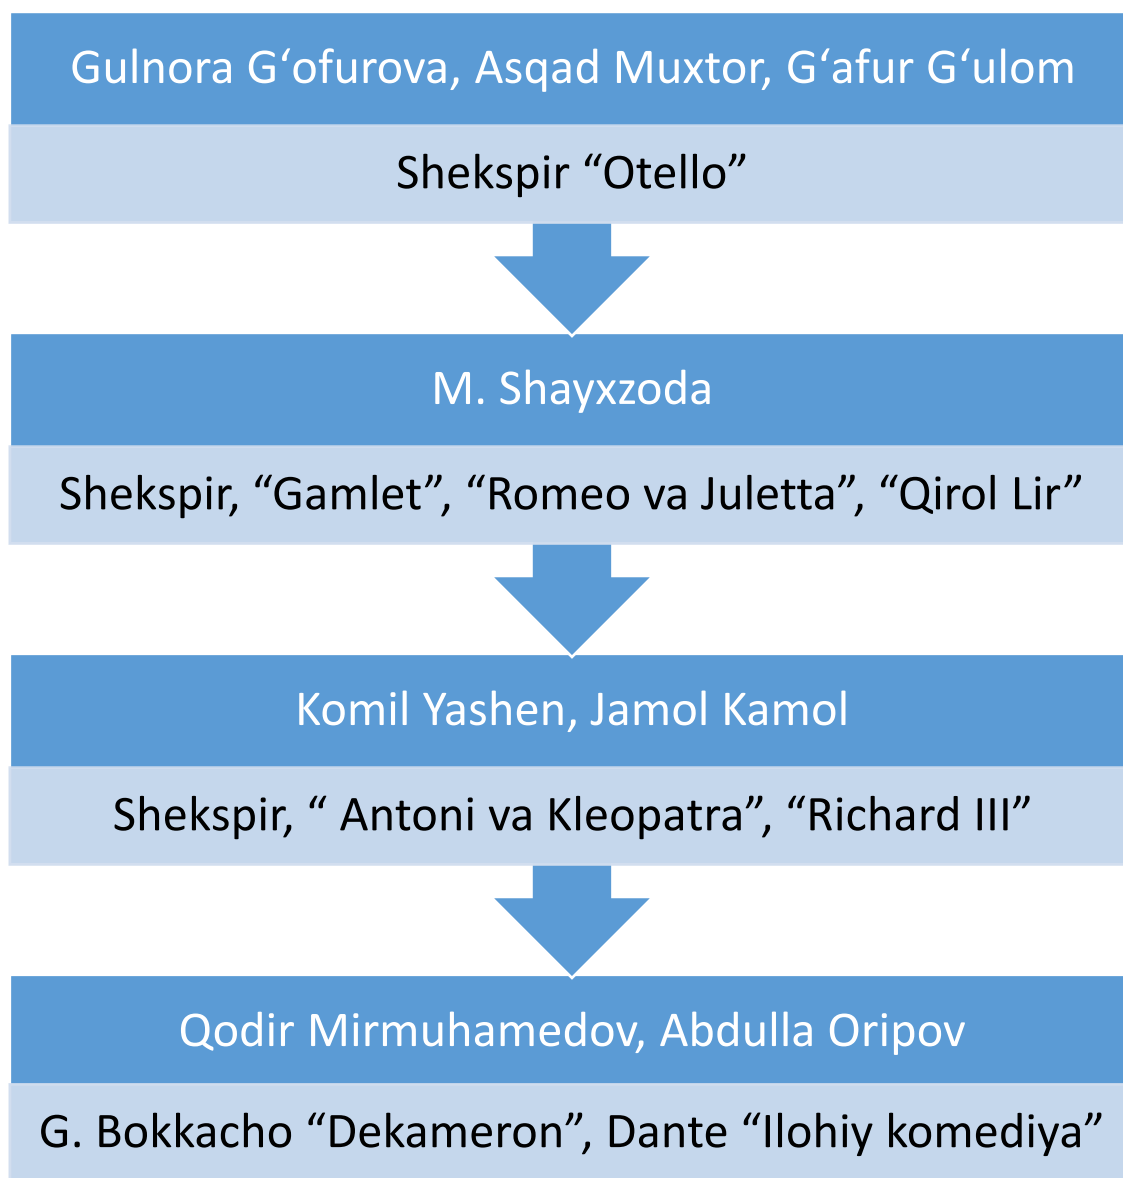 Gulnora G‘ofurova, Asqad Muxtor, G‘afur G‘ulom
Shekspir “Otello”
M. Shayxzoda
Shekspir, “Gamlet”, “Romeo va Juletta”, “Qirol Lir”
Komil Yashen, Jamol Kamol
Shekspir, “ Antoni va Kleopatra”, “Richard III”
Qodir Mirmuhamedov, Abdulla Oripov
G. Bokkacho “Dekameron”, Dante “Ilohiy komediya”